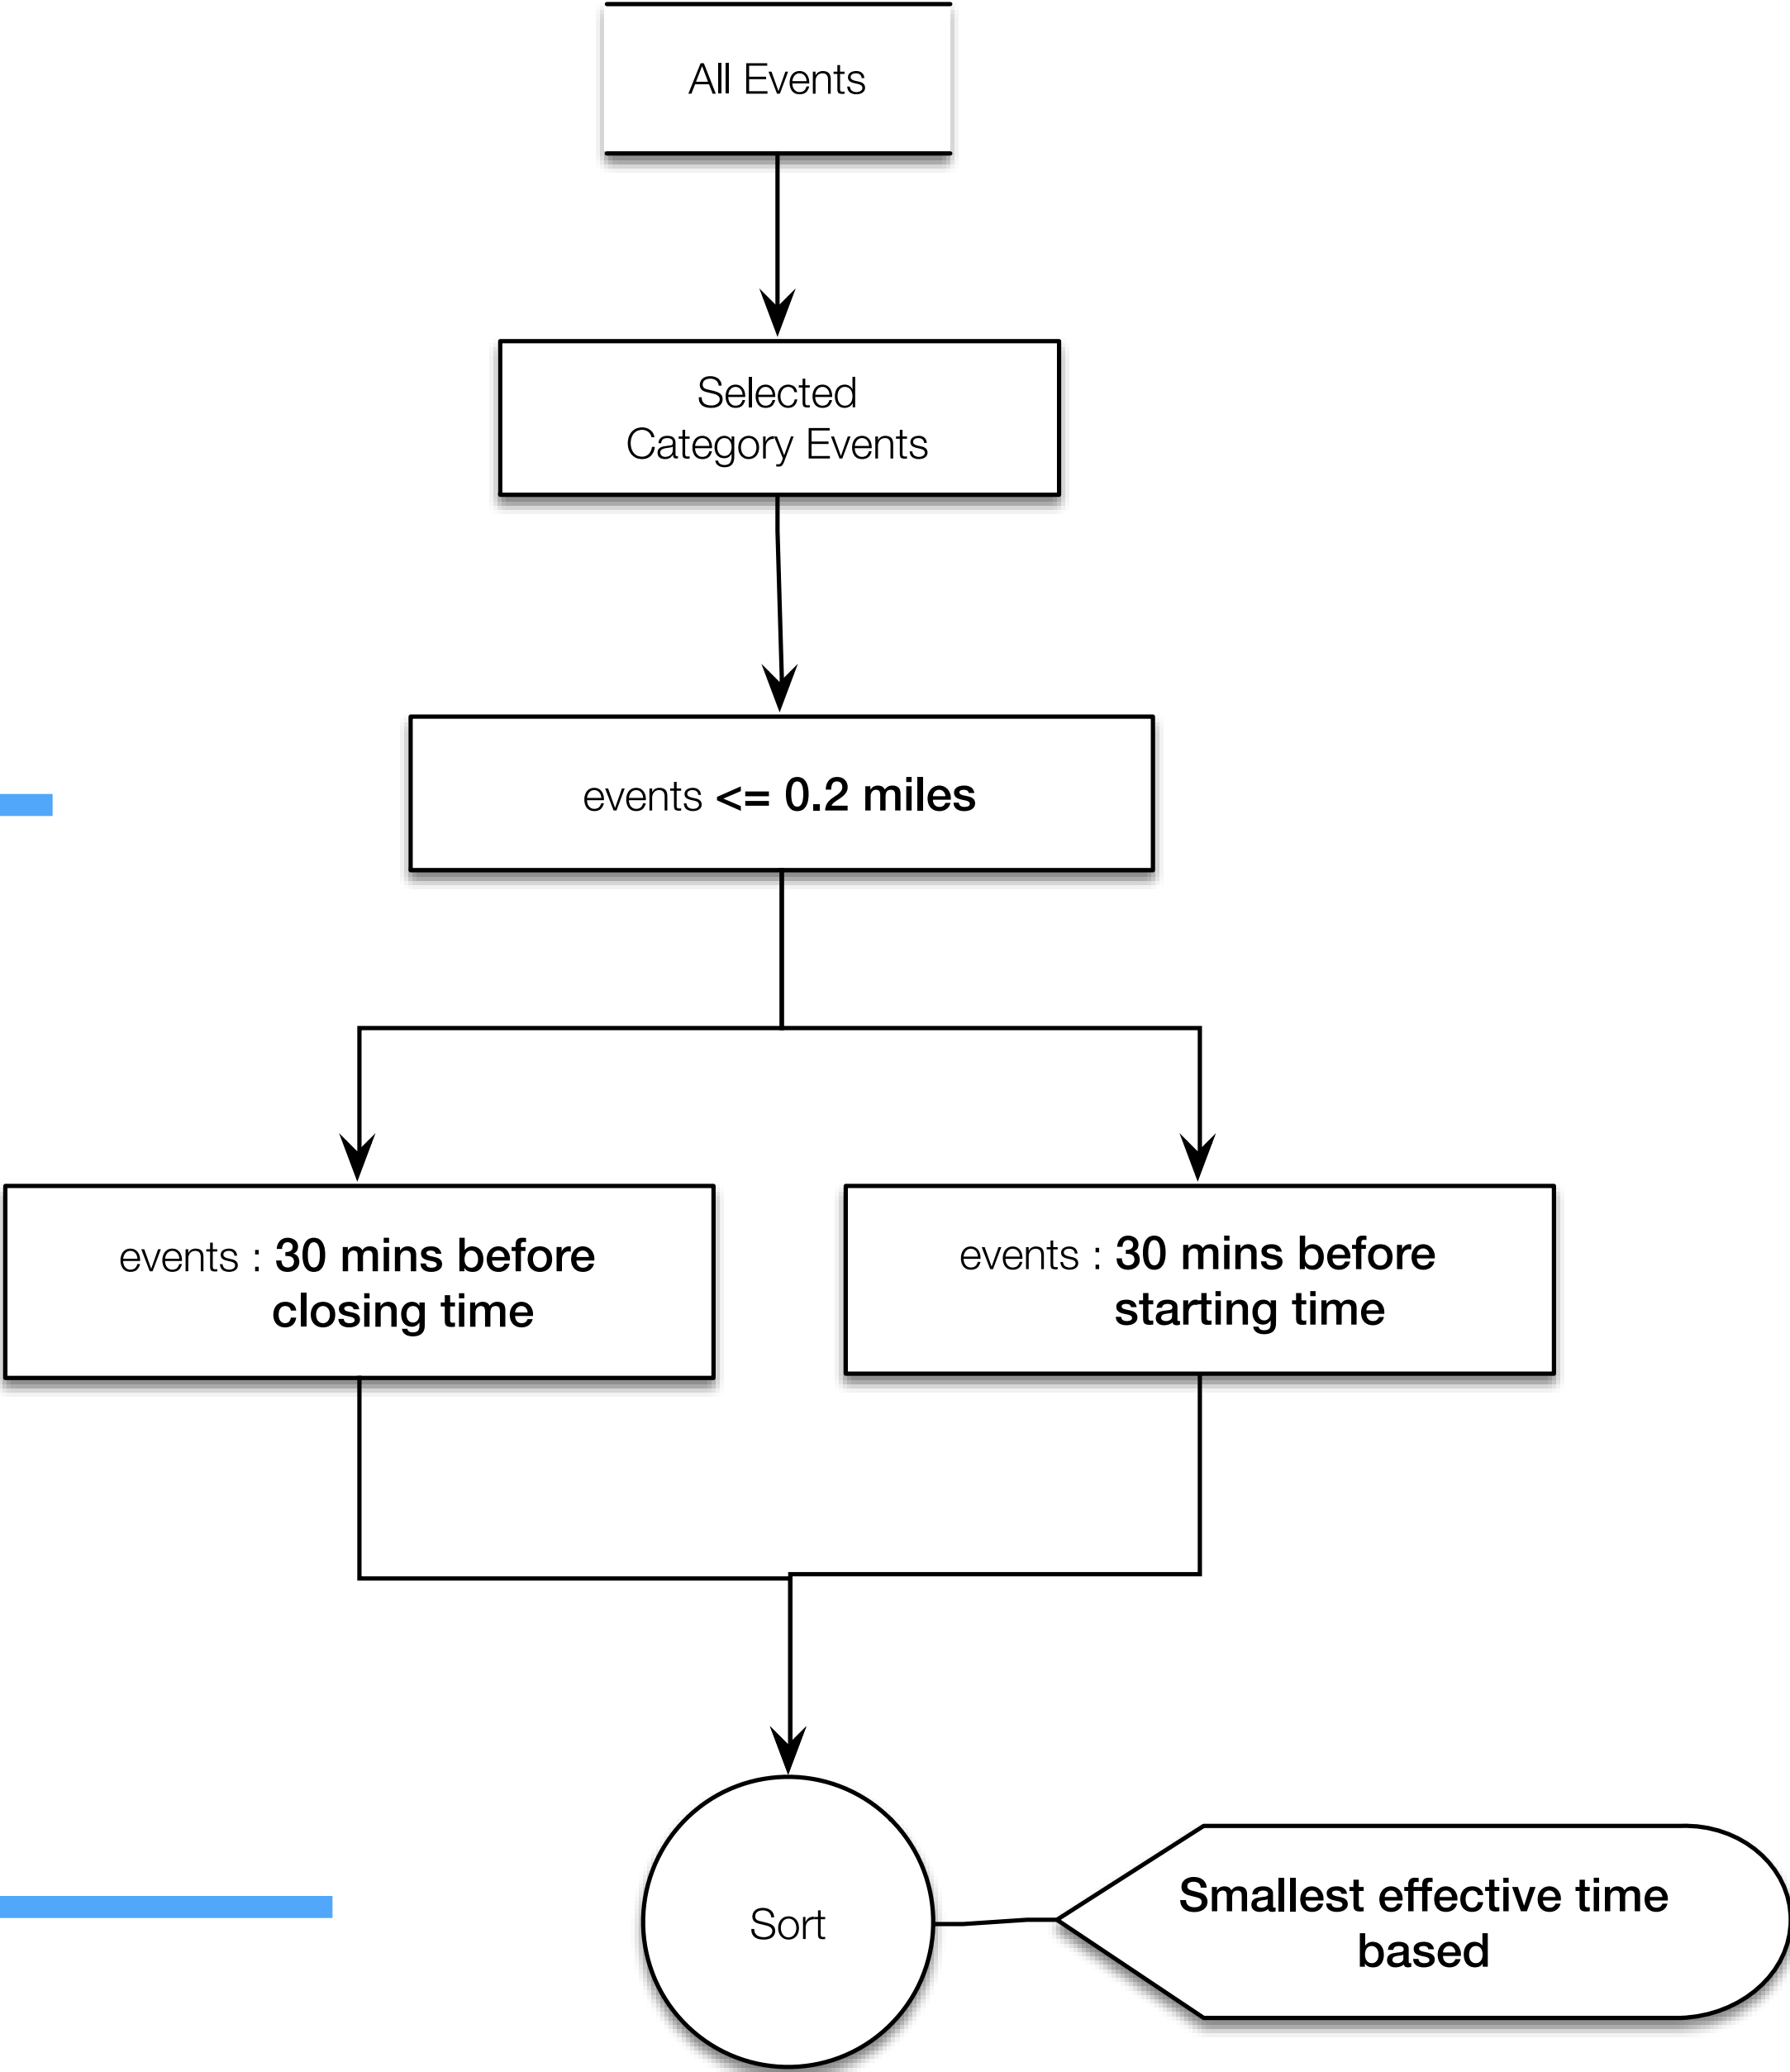 All Events
Selected
Category Events
events <= 0.2 miles
events : 30 mins before
closing time
events : 30 mins before
starting time
Sort
Smallest effective time
based